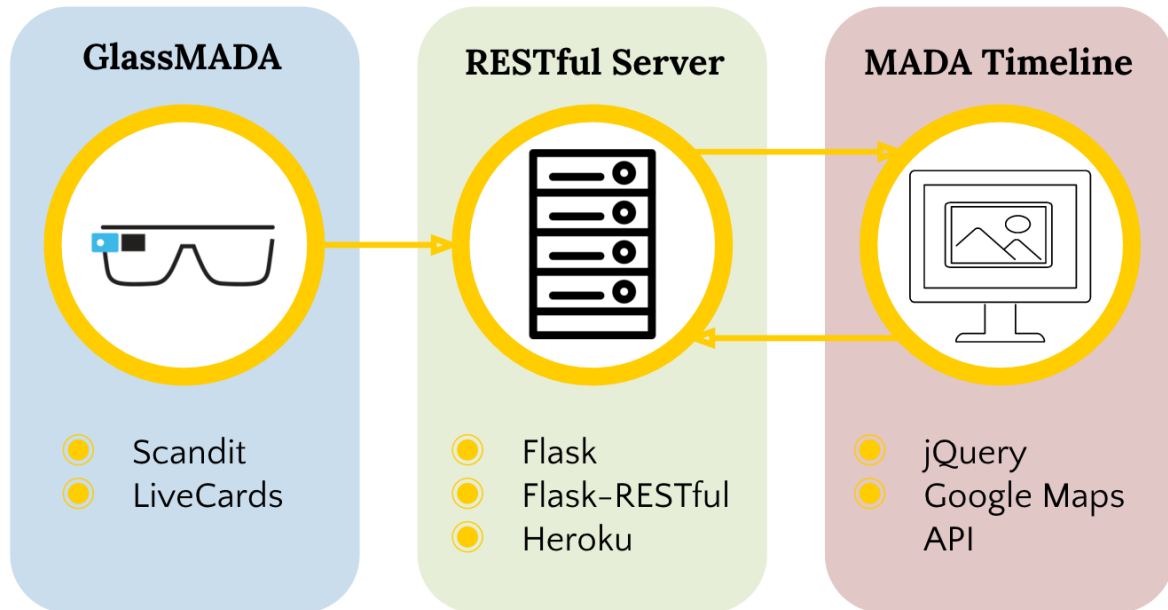 GlassMADA
Scandit
LiveCards
RESTful Server
Flask
Flask-RESTful
Heroku
MADA Timeline
jQuery
Google Maps
API